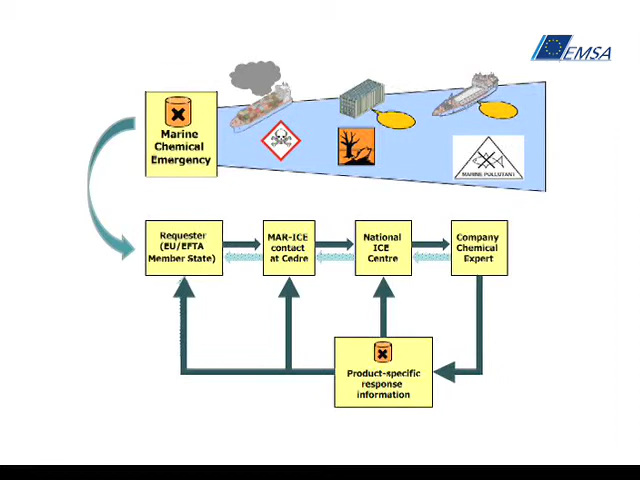 EMSA
Marine
Chemical
Emergency
MARINE POLLUTANT
Requester
(EU/EFTA
Member State)
MAR-ICE
contact
at Cedre
National
ICE
Centre
Company
Chemical
Expert
Product-specific
response
information